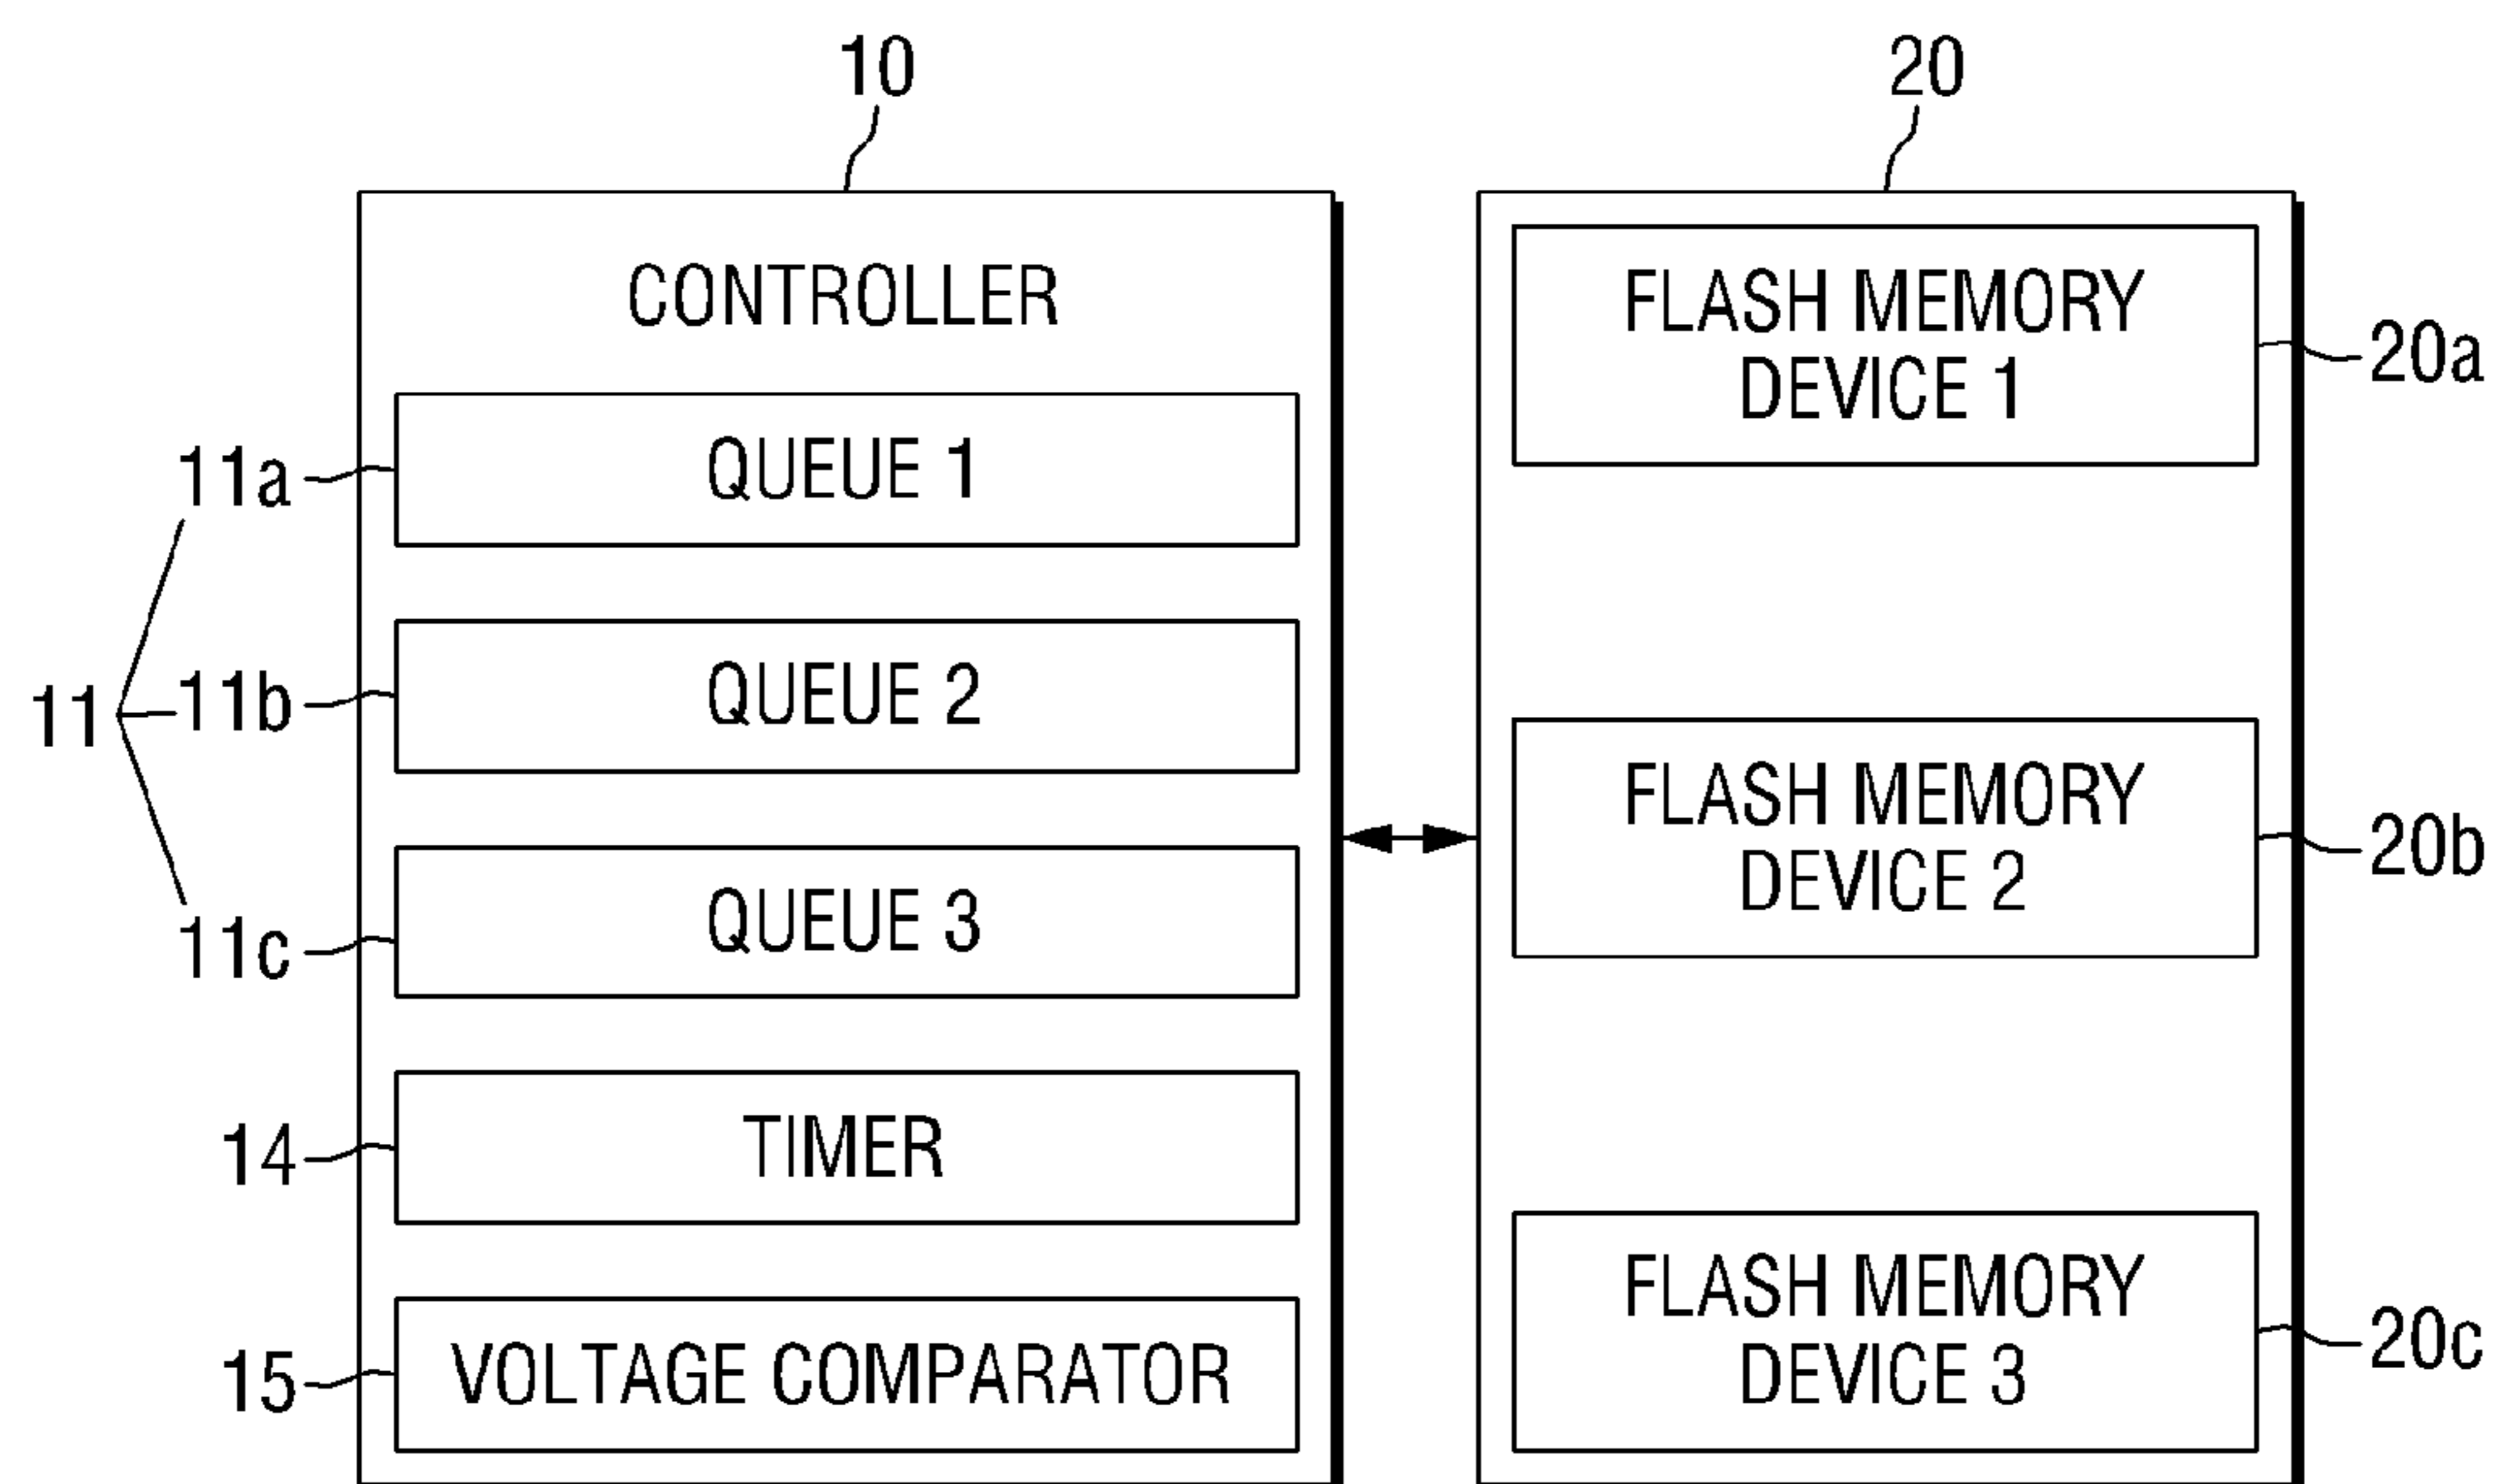 10
20
CONTROLLER
11
11a
QUEUE 1
11b
QUEUE 2
11c
QUEUE 3
14
TIMER
15
VOLTAGE COMPARATOR
FLASH MEMORY
DEVICE 1
20a
FLASH MEMORY
DEVICE 2
20b
FLASH MEMORY
DEVICE 3
20c